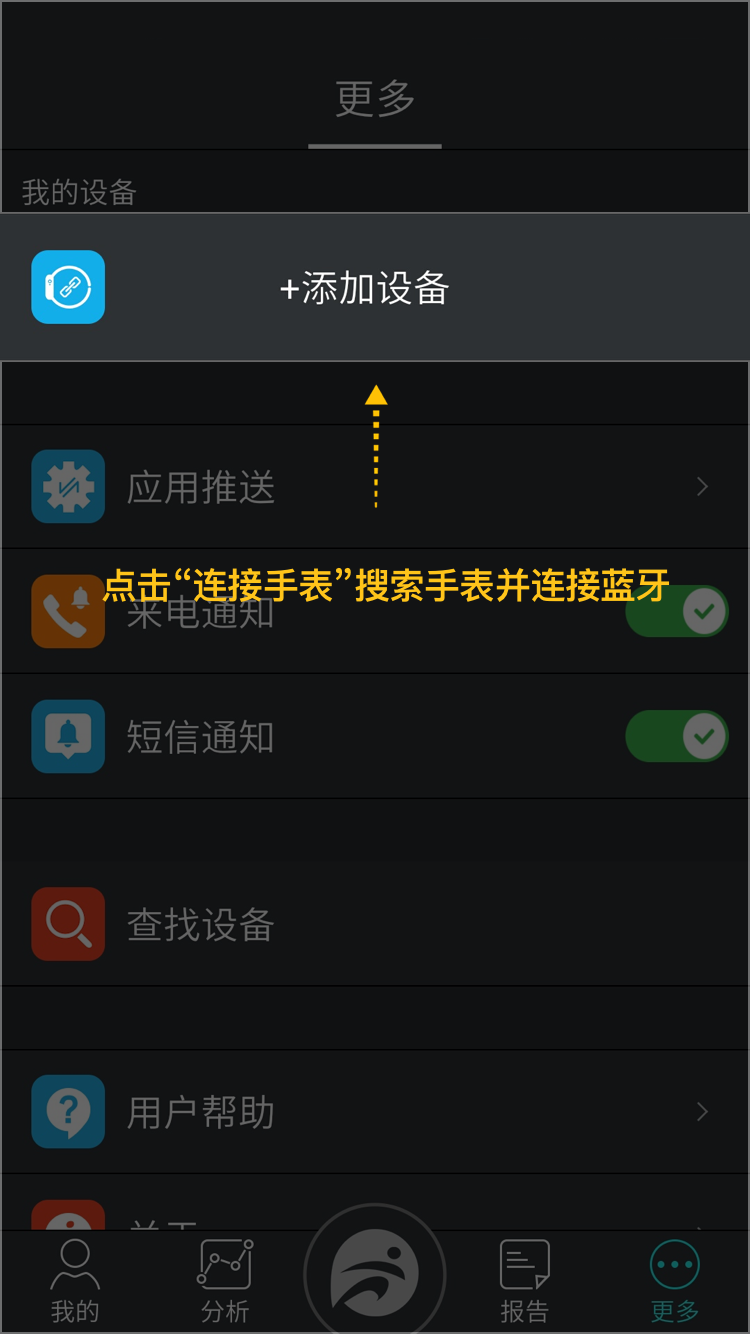 更多
我的设备
+添加设备
应用推送
点击“连接手表”搜索手表并连接蓝牙
来电通知
短信通知
查找设备
用户帮助
关于
我的
分析
报告
更多